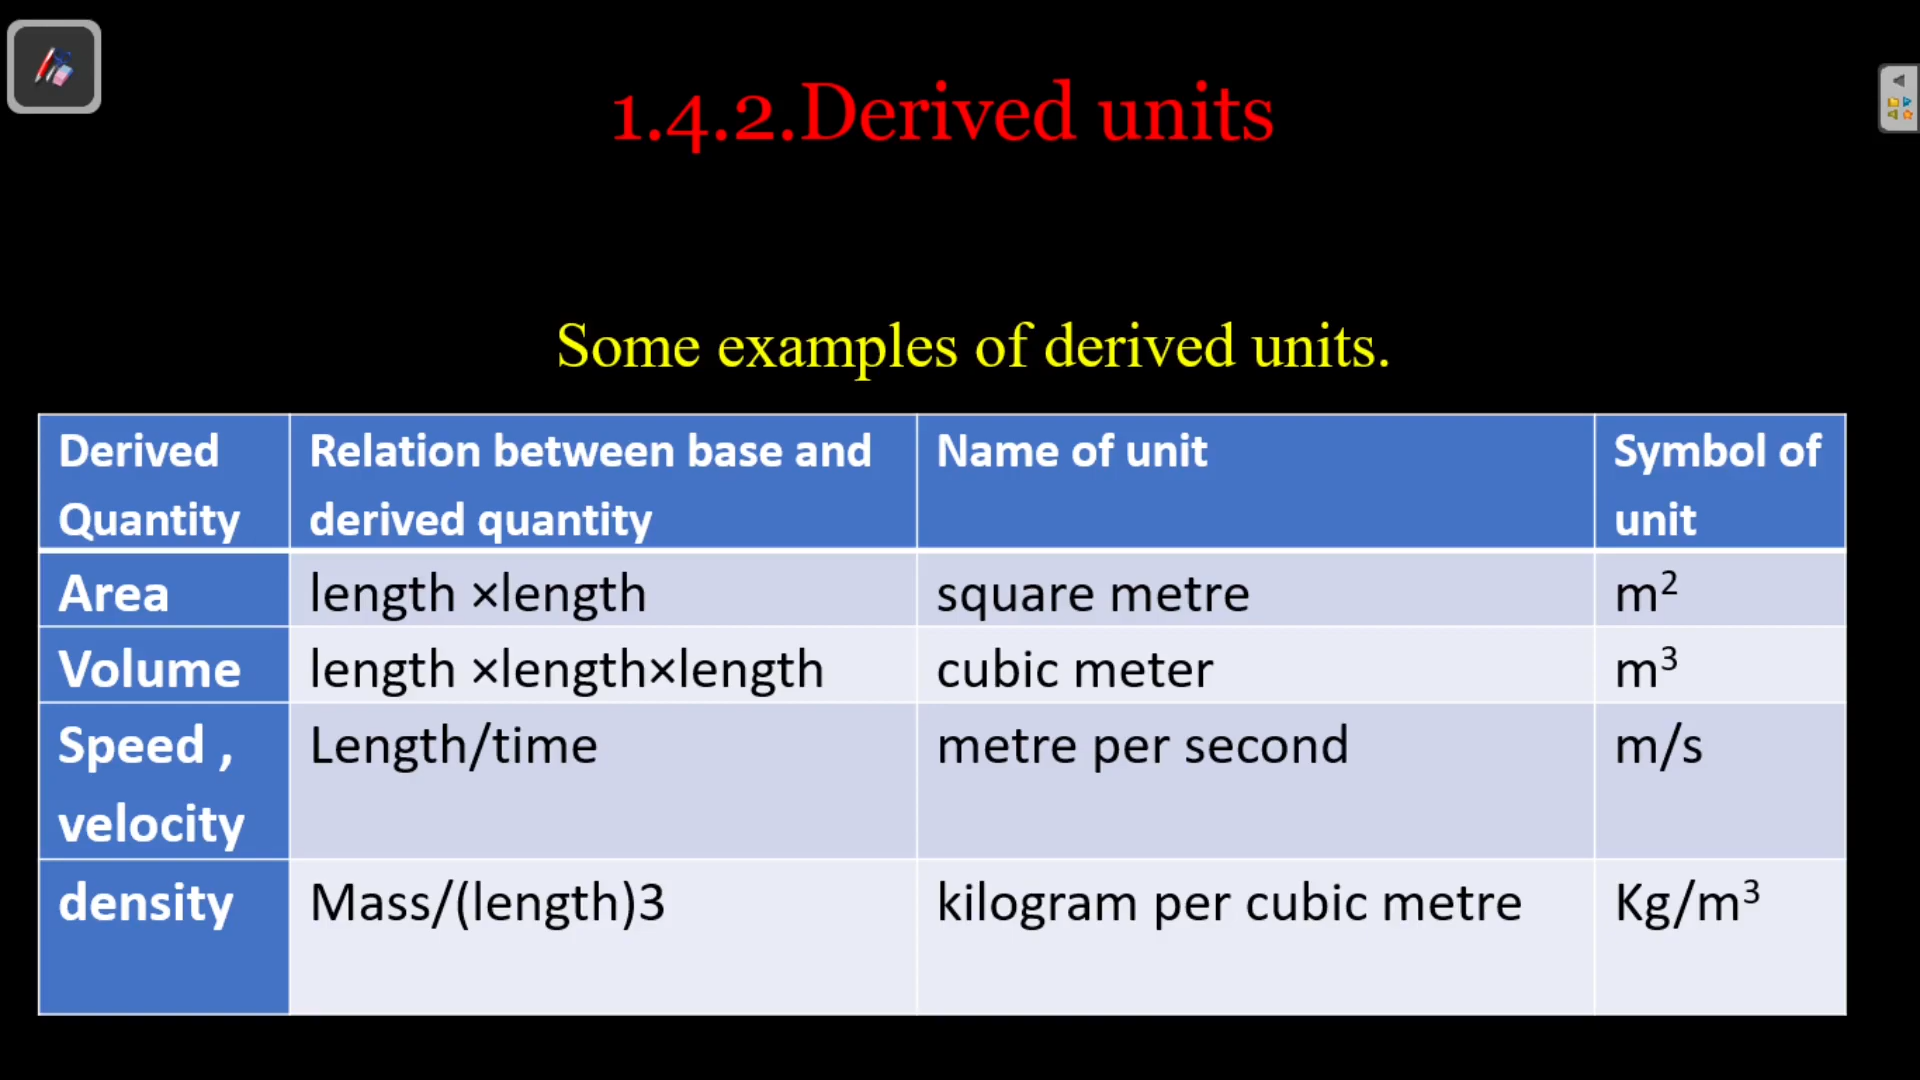 1.4.2.Derived units
Some examples of derived units.
Derived Quantity
Relation between base and derived quantity
Name of unit
Symbol of unit
Area
length ×length
square metre
m²
Volume
length ×length×length
cubic meter
m³
Speed , velocity
Length/time
metre per second
m/s
density
Mass/(length)3
kilogram per cubic metre
Kg/m³